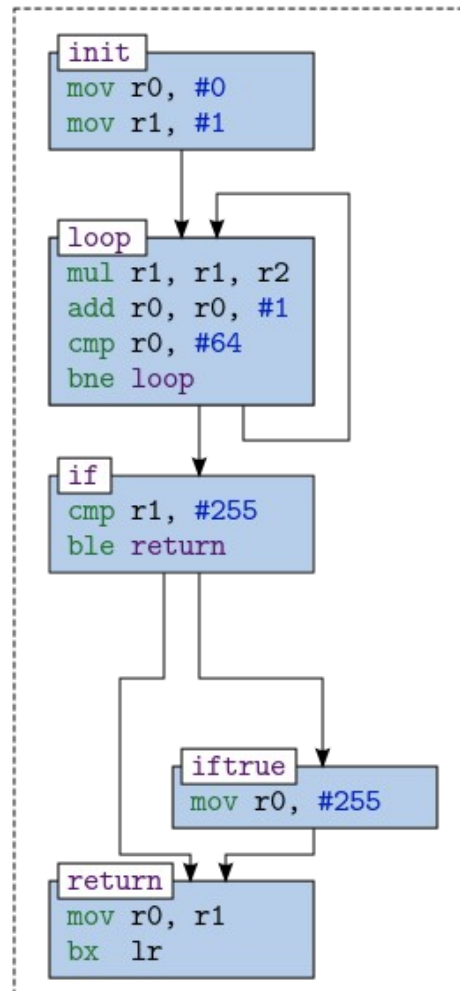 init
mov r0, #0
mov r1, #1
loop
mul r1, r1, r2
add r0, r0, #1
cmp r0, #64
bne loop
if
cmp r1, #255
ble return
iftrue
mov r0, #255
return
mov r0, r1
bx  lr